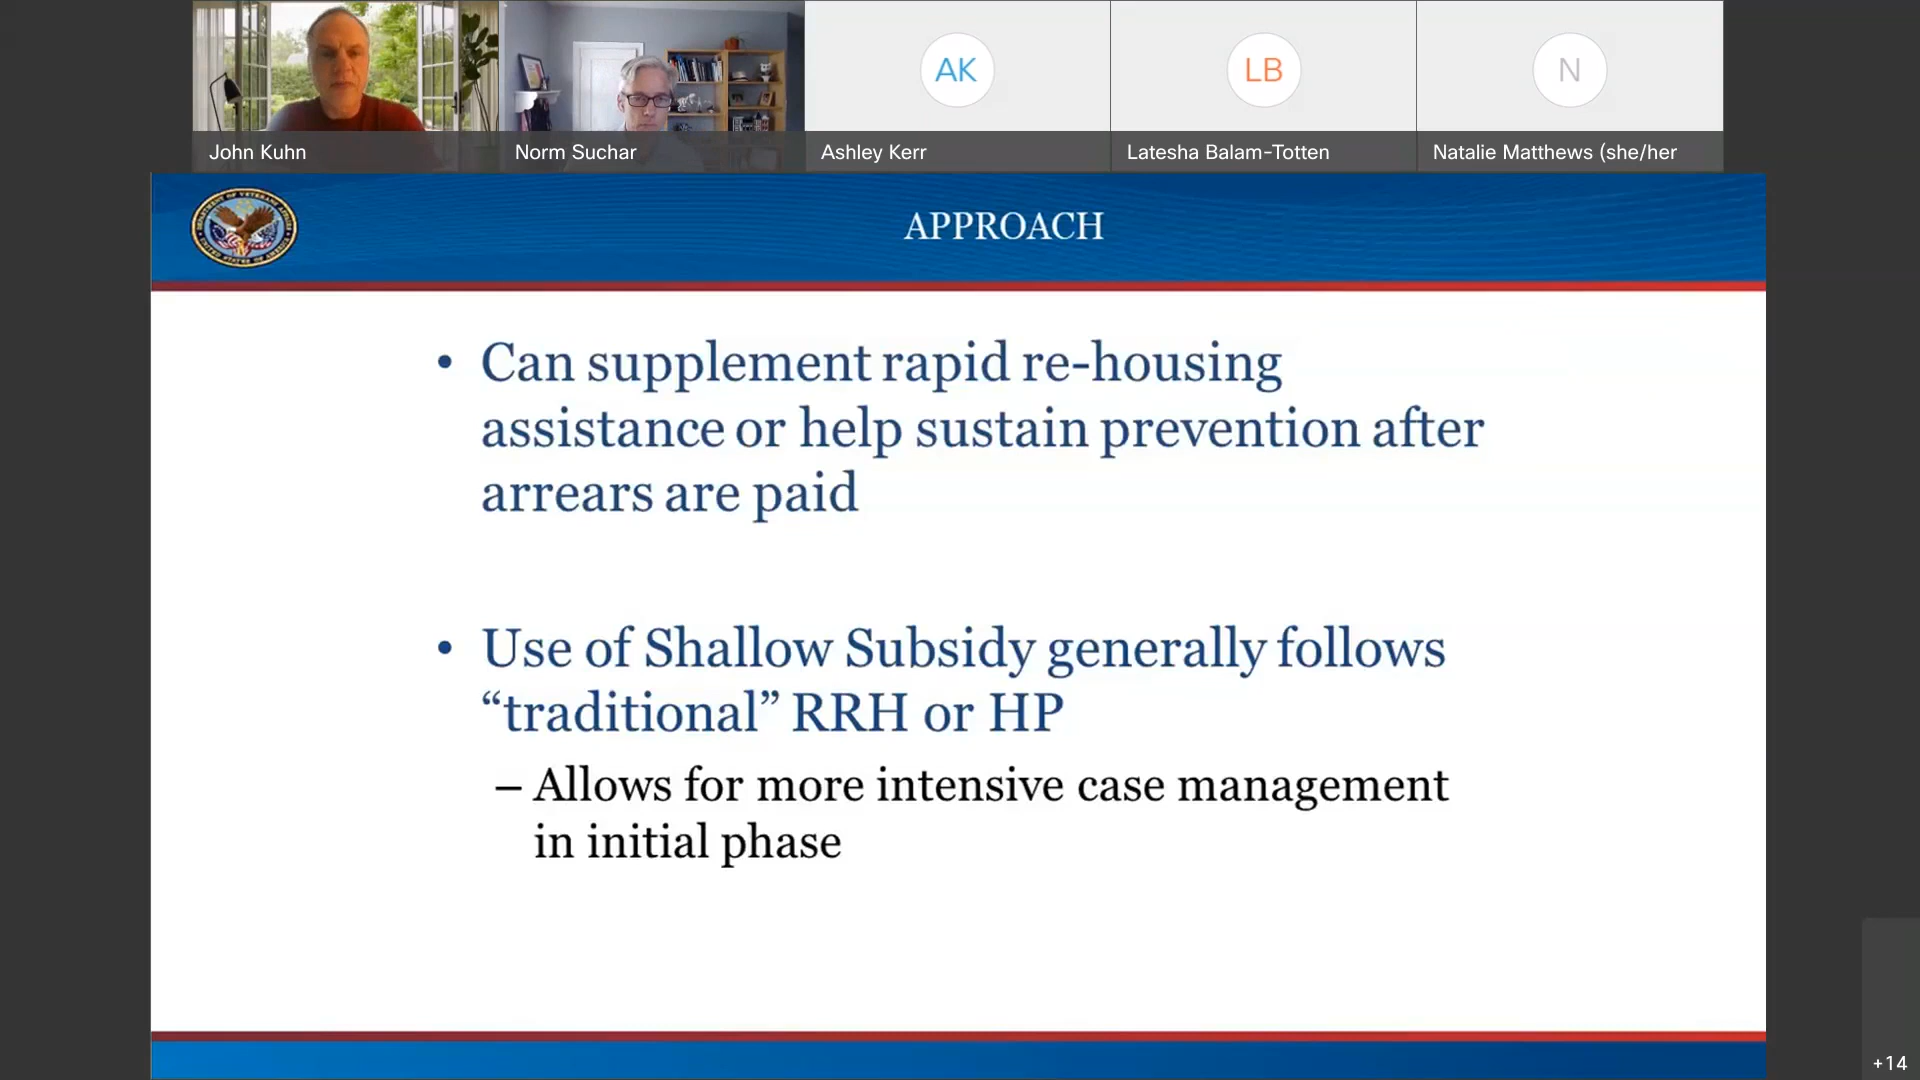 AK
LB
N
John Kuhn
Norm Suchar
Ashley Kerr
Latesha Balam-Totten
Natalie Matthews (she/her
APPROACH
• Can supplement rapid re-housing
assistance or help sustain prevention after
arrears are paid
• Use of Shallow Subsidy generally follows
“traditional” RRH or HP
– Allows for more intensive case management
in initial phase
+14